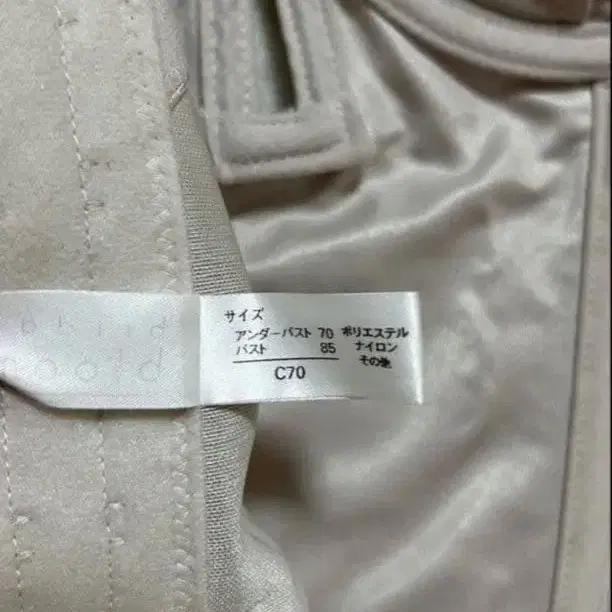 サイズ
アンダーバスト 70 ポリエステル
バスト 85 ナイロン
その他
C70